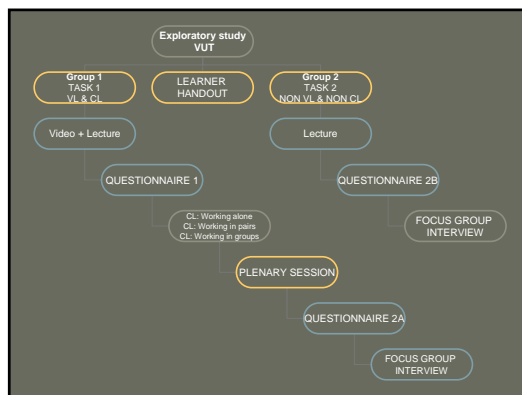 Exploratory study
VUT
Group 1
TASK 1
VL & CL
LEARNER
HANDOUT
Group 2
TASK 2
NON VL & NON CL
Video + Lecture
Lecture
QUESTIONNAIRE 1
QUESTIONNAIRE 2B
CL: Working alone
CL: Working in pairs
CL: Working in groups
FOCUS GROUP
INTERVIEW
PLENARY SESSION
QUESTIONNAIRE 2A
FOCUS GROUP
INTERVIEW